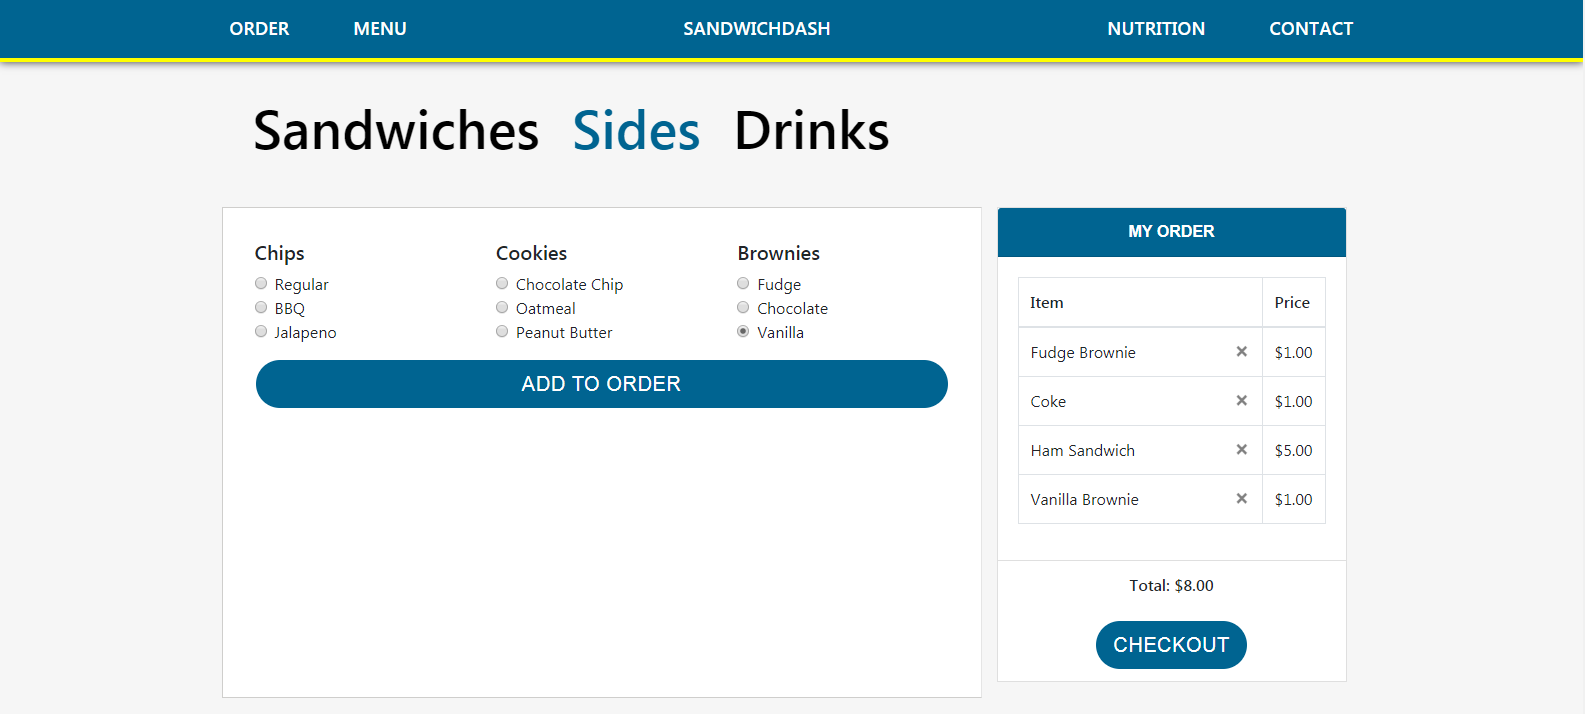 ORDER MENU SANDWICHDASH NUTRITION CONTACT
Sandwiches Sides Drinks
Chips Cookies Brownies
Regular Chocolate Chip Fudge
BBQ Oatmeal Chocolate
Jalapeno Peanut Butter Vanilla
ADD TO ORDER
MY ORDER
Item Price
Fudge Brownie × $1.00
Coke × $1.00
Ham Sandwich × $5.00
Vanilla Brownie × $1.00
Total: $8.00
CHECKOUT